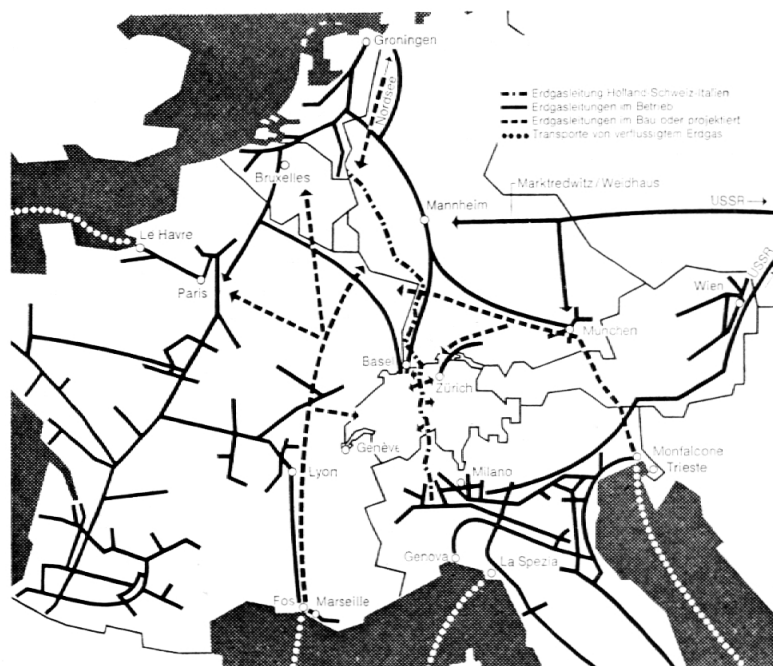 Groningen
Nordsee
Erdgasleitung Holland-Schweiz-Italien
Erdgasleitungen im Betrieb
Erdgasleitungen im Bau oder projektiert
Transporte von verflüssigtem Erdgas
Bruxelles
Marktredwitz / Weidhaus
Mannheim
USSR
Le Havre
USSR
Paris
Wien
München
Basel
Zürich
Genève
Monfalcone
Lyon
Milano
Trieste
Genova
La Spezia
Fos
Marseille